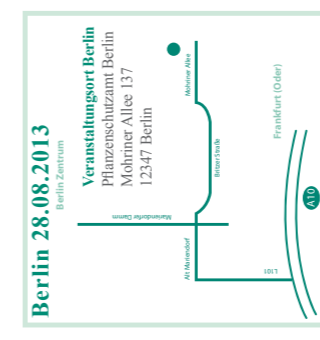 Berlin 28.08.2013
Berlin Zentrum
Veranstaltungsort Berlin
Pflanzenschutzamt Berlin
Mohriner Allee 137
12347 Berlin
Mohriner Allee
Britzer Straße
Mariendorfer Damm
Alt Mariendorf
L101
Frankfurt (Oder)
A10